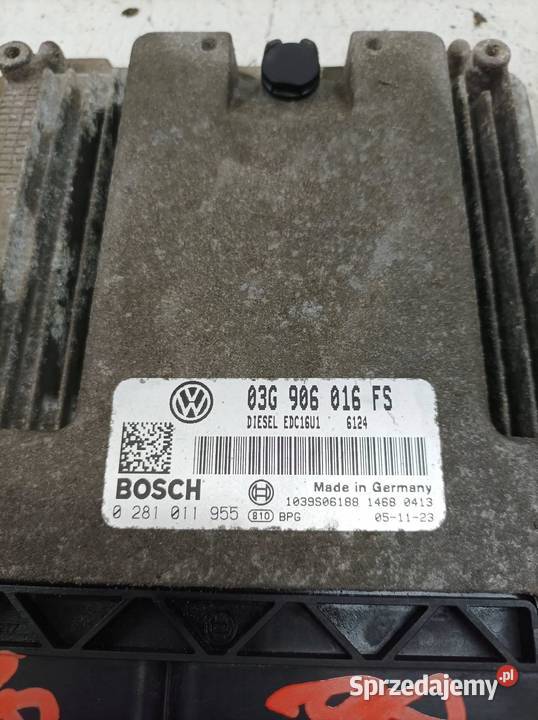 03G 906 016 FS
DIESEL EDC16U1 6124
BOSCH
Made in Germany
1039S06188 1468 0413
0 281 011 955 810 BPG 05-11-23
Sprzedajemy.pl